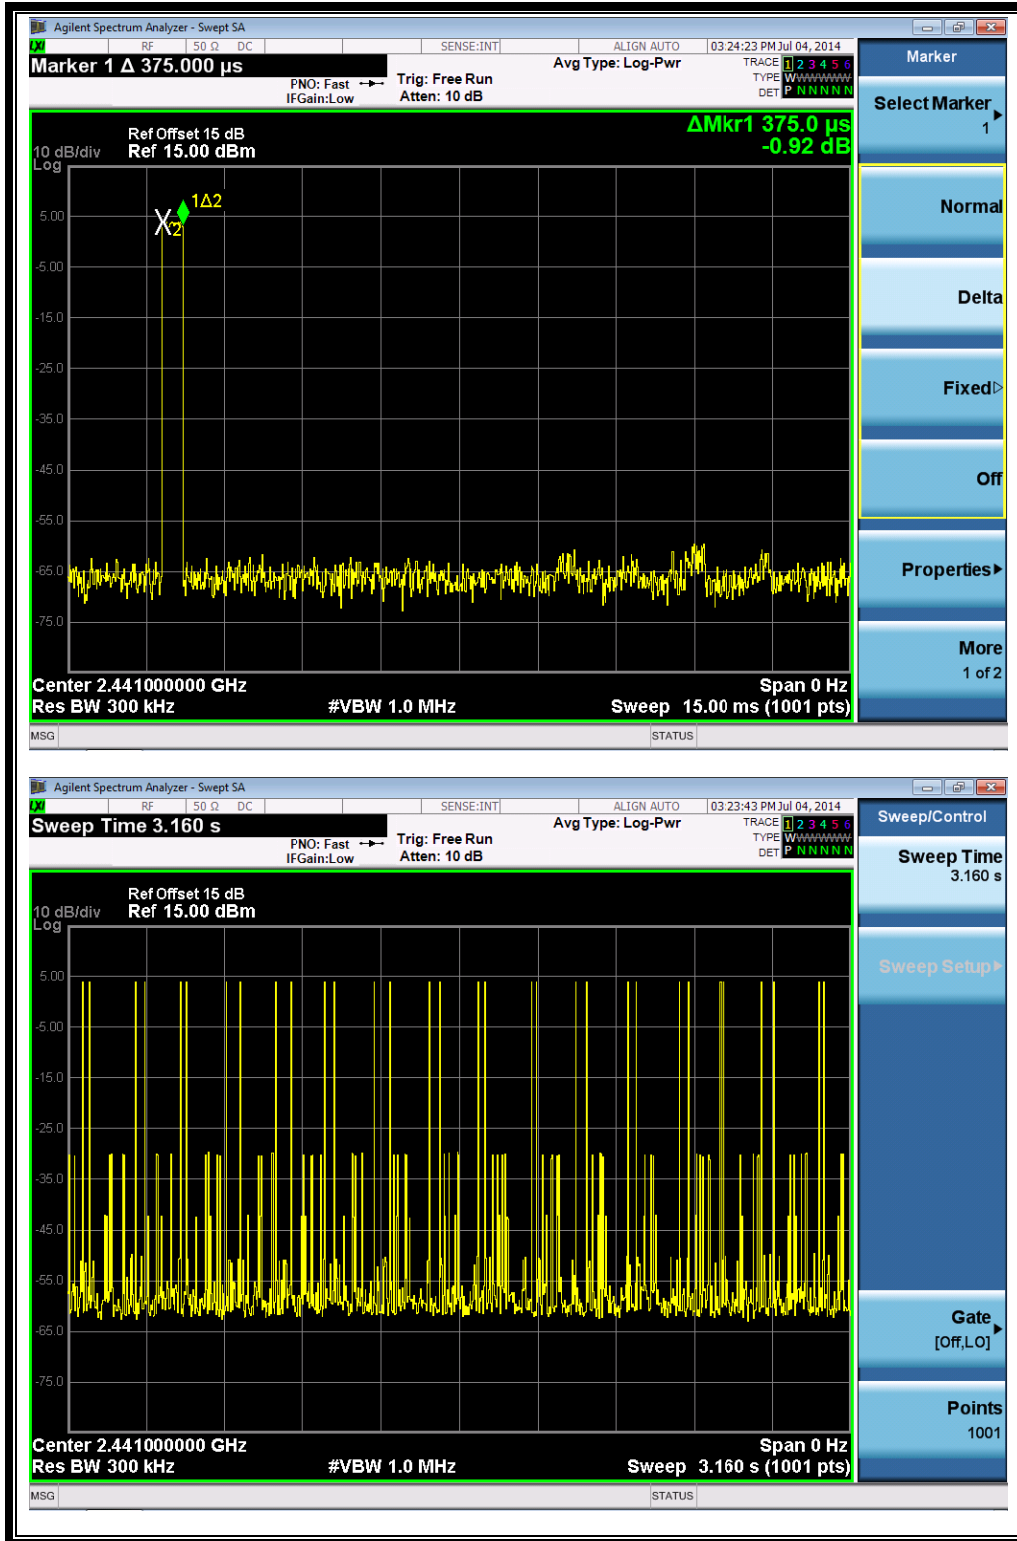 Agilent Spectrum Analyzer - Swept SA
LXI RF 50 Ω DC SENSE:INT ALIGN AUTO 03:24:23 PM Jul 04, 2014
Marker 1 Δ 375.000 µs
PNO: Fast
IFGain:Low
Trig: Free Run
Atten: 10 dB
Avg Type: Log-Pwr
TRACE 1 2 3 4 5 6
TYPE WWWWWW
DET P N N N N N
Marker
Select Marker
1
Ref Offset 15 dB
10 dB/div Ref 15.00 dBm
Log
ΔMkr1 375.0 µs
-0.92 dB
1Δ2
X2
5.00
-5.00
-15.0
-25.0
-35.0
-45.0
-55.0
-65.0
-75.0
Normal
Delta
Fixed
Off
Properties
More
1 of 2
Center 2.441000000 GHz Span 0 Hz
Res BW 300 kHz #VBW 1.0 MHz Sweep 15.00 ms (1001 pts)
MSG STATUS
Agilent Spectrum Analyzer - Swept SA
LXI RF 50 Ω DC SENSE:INT ALIGN AUTO 03:23:43 PM Jul 04, 2014
Sweep Time 3.160 s
PNO: Fast
IFGain:Low
Trig: Free Run
Atten: 10 dB
Avg Type: Log-Pwr
TRACE 1 2 3 4 5 6
TYPE WWWWWW
DET P N N N N N
Sweep/Control
Sweep Time
3.160 s
Ref Offset 15 dB
10 dB/div Ref 15.00 dBm
Log
5.00
-5.00
-15.0
-25.0
-35.0
-45.0
-55.0
-65.0
-75.0
Sweep Setup
Gate
[Off,LO]
Points
1001
Center 2.441000000 GHz Span 0 Hz
Res BW 300 kHz #VBW 1.0 MHz Sweep 3.160 s (1001 pts)
MSG STATUS